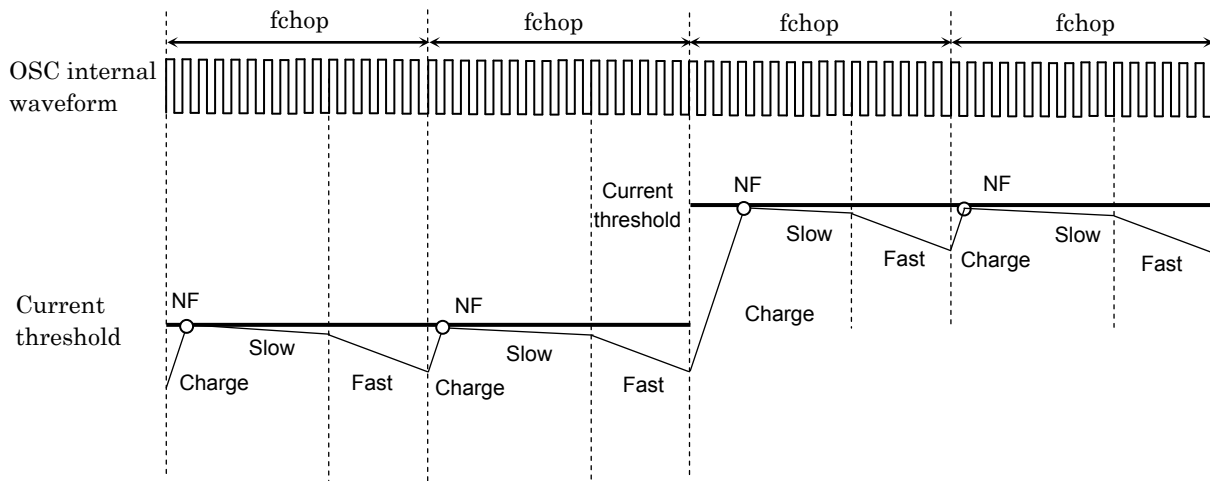 fchop
fchop
fchop
fchop
OSC internal
waveform
Current
threshold
NF
NF
Slow
Slow
Fast
Charge
Fast
Charge
Current
threshold
NF
NF
Slow
Slow
Charge
Fast
Charge
Fast